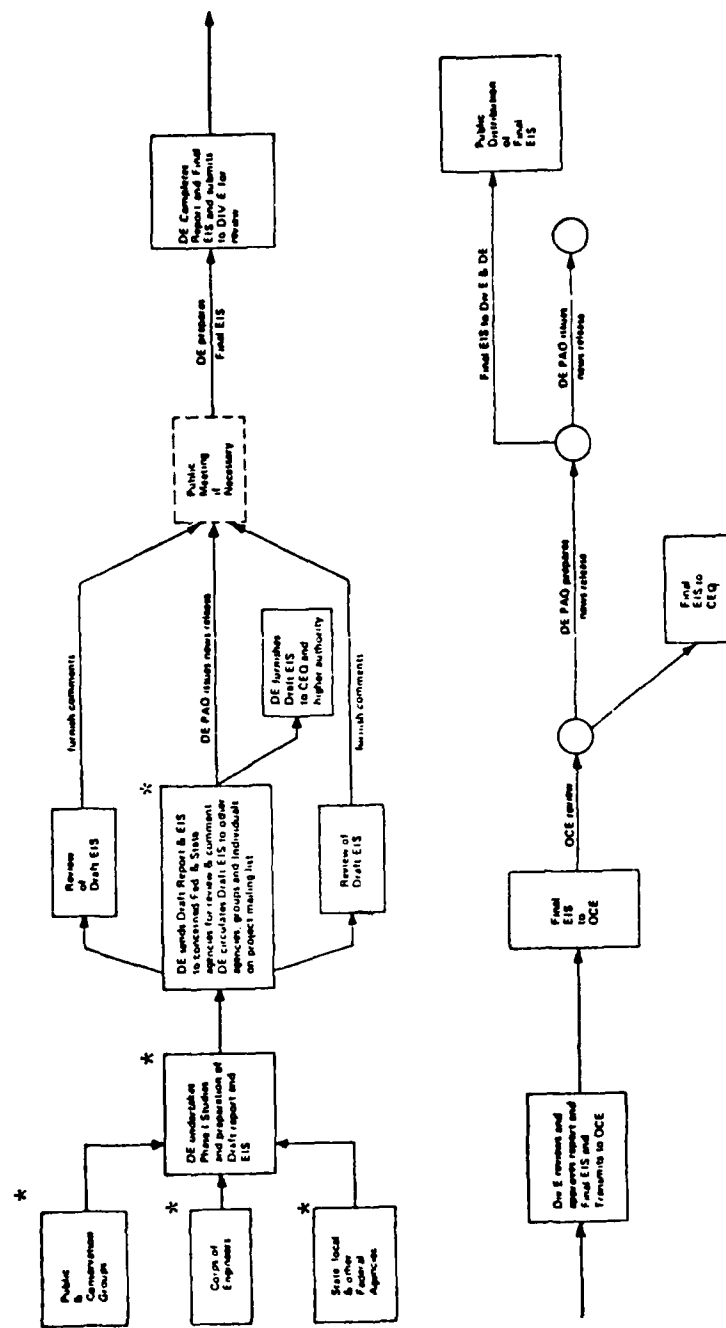 *
Public
&
Conservation
Groups
*
Corps of
Engineers
*
State local
& other
Federal
Agencies
*
DE undertakes
Phase I Studies
and preparation of
Draft report and
EIS
*
DE sends Draft Report & EIS
to concerned Fed & State
agencies for review & comment
DE circulates Draft EIS to other
agencies, groups and Individuals
on project mailing list
Review
of
Draft EIS
Review of
Draft EIS
furnish comments
DE PAO issues news release
DE furnishes
Draft EIS
to CEQ and
higher authority
furnish comments
Public
Meeting
if
Necessary
DE prepares
Final EIS
DE Completes
Report and Final
EIS and submits
to DIV E for
review
Div E reviews and
approves report and
Final EIS and
Transmits to OCE
Final
EIS
to
OCE
OCE review
Final
EIS to
CEQ
DE PAO prepares
news release
Final EIS to Div E & DE
DE PAO issues
news release
Public
Distribution
of
Final
EIS